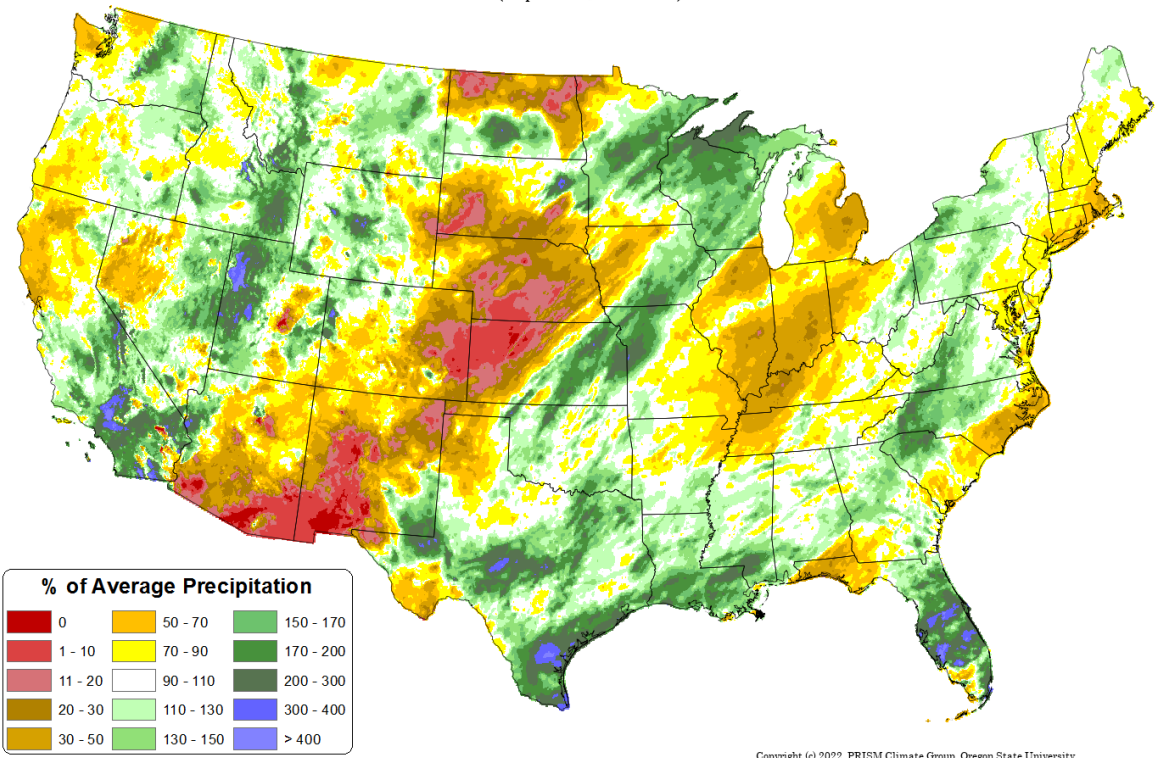 % of Average Precipitation
0 50 - 70 150 - 170
1 - 10 70 - 90 170 - 200
11 - 20 90 - 110 200 - 300
20 - 30 110 - 130 300 - 400
30 - 50 130 - 150 > 400
Copyright (c) 2022, PRISM Climate Group, Oregon State University